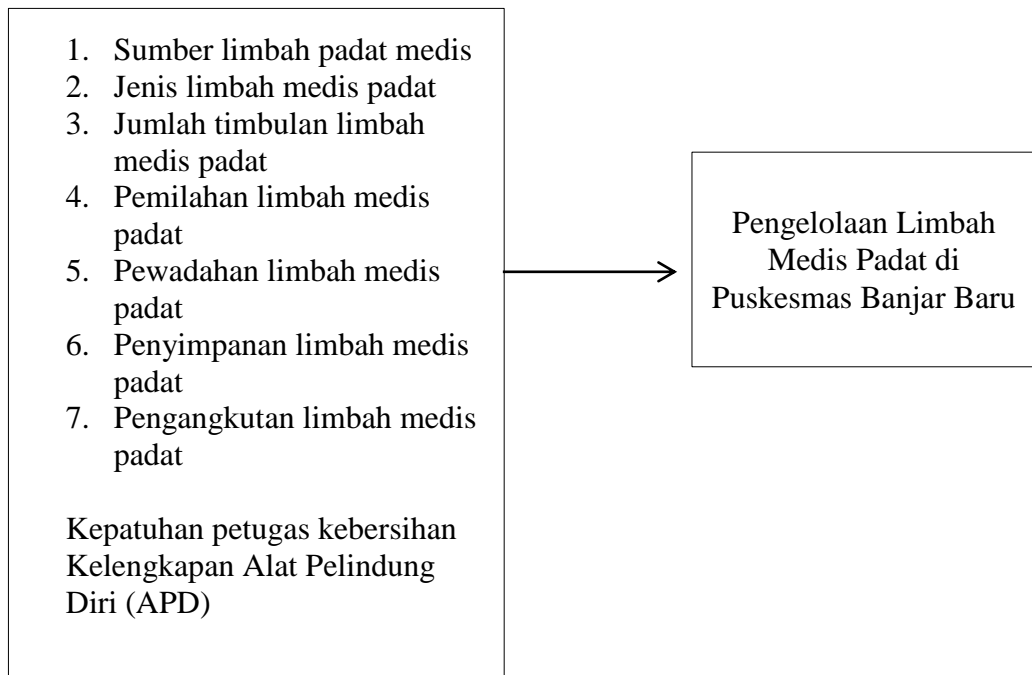 1. Sumber limbah padat medis
2. Jenis limbah medis padat
3. Jumlah timbulan limbah
medis padat
4. Pemilahan limbah medis
padat
5. Pewadahan limbah medis
padat
6. Penyimpanan limbah medis
padat
7. Pengangkutan limbah medis
padat
Kepatuhan petugas kebersihan
Kelengkapan Alat Pelindung
Diri (APD)
Pengelolaan Limbah
Medis Padat di
Puskesmas Banjar Baru